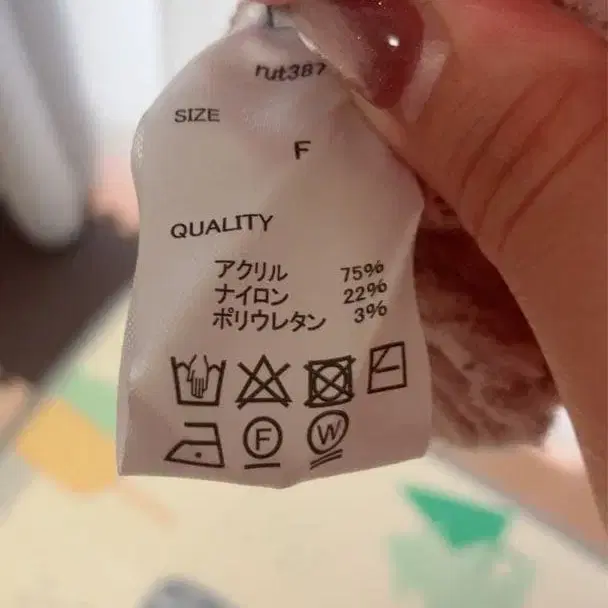 rut387
SIZE
F
QUALITY
アクリル 75%
ナイロン 22%
ポリウレタン 3%
F
W